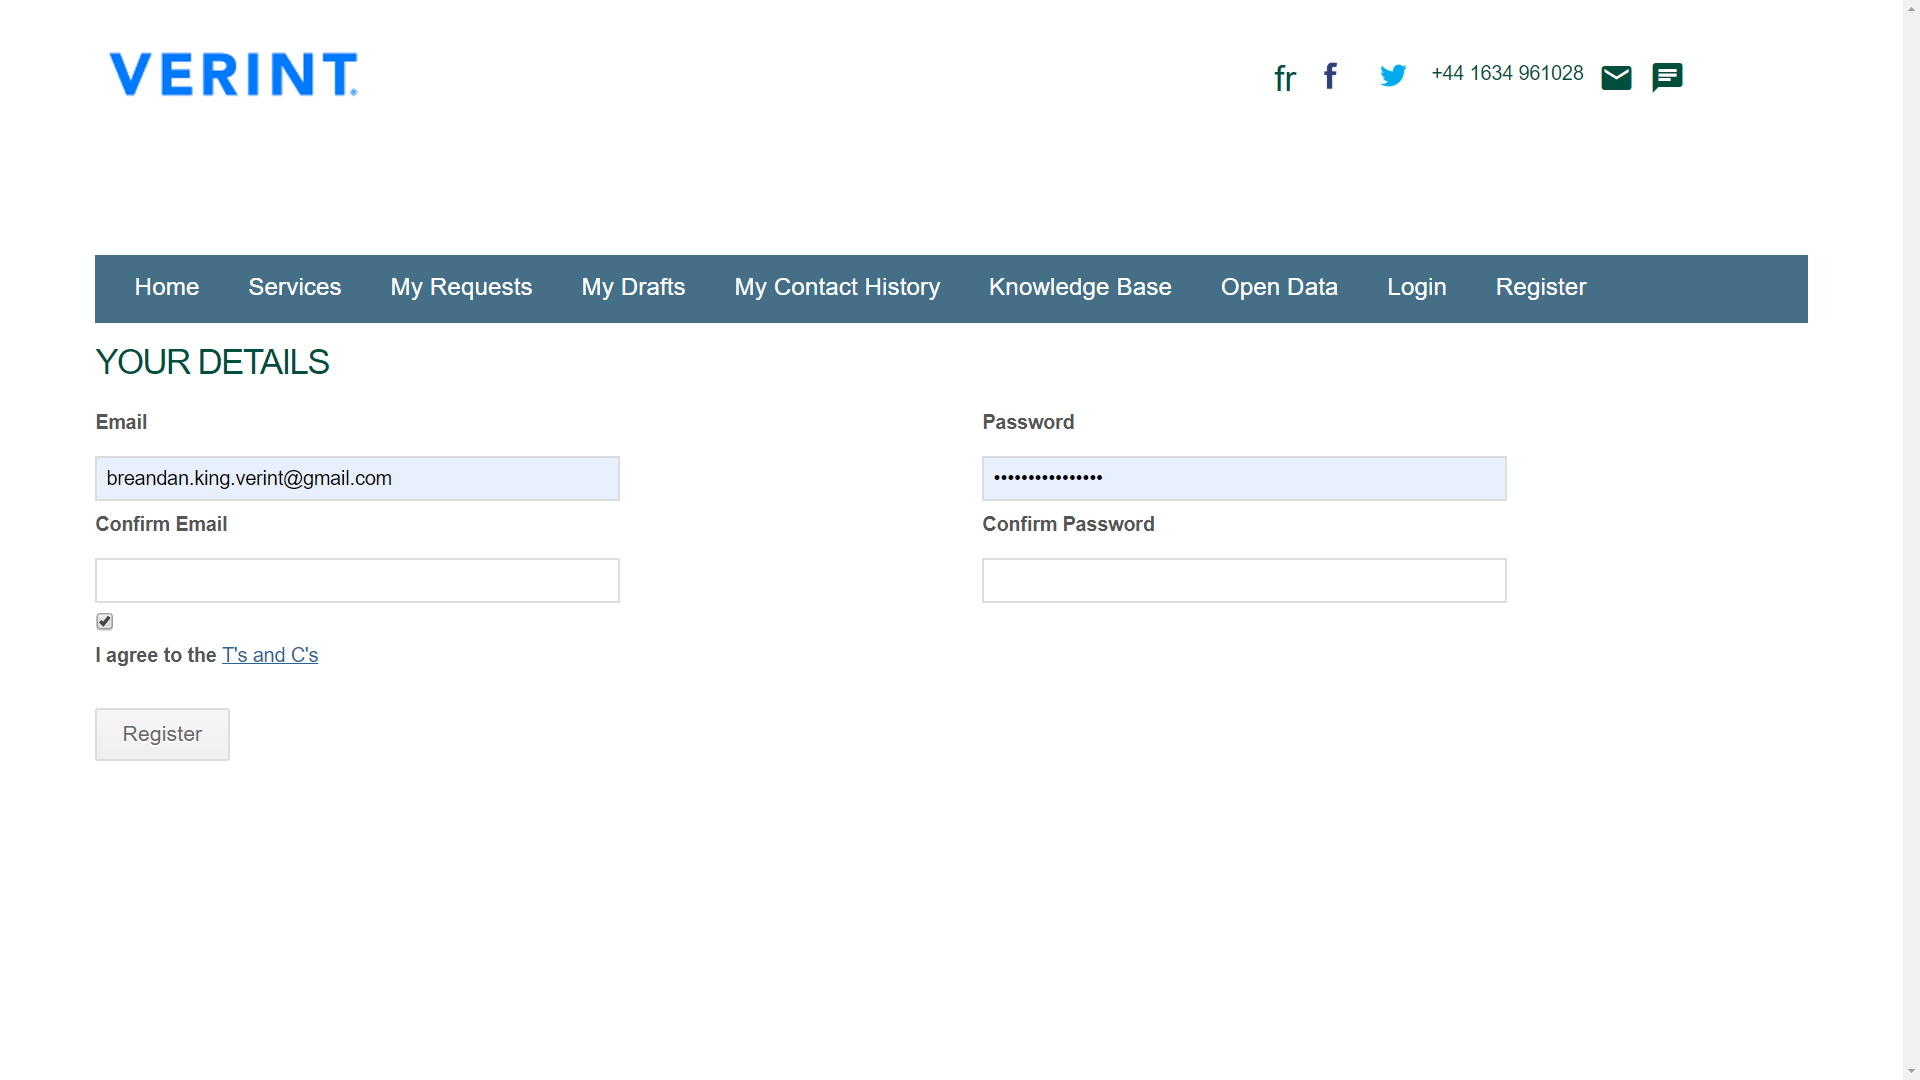 VERINT
fr f +44 1634 961028
Home Services My Requests My Drafts My Contact History Knowledge Base Open Data Login Register
YOUR DETAILS
Email Password
breandan.king.verint@gmail.com ••••••••••••••••
Confirm Email Confirm Password
I agree to the T's and C's
Register